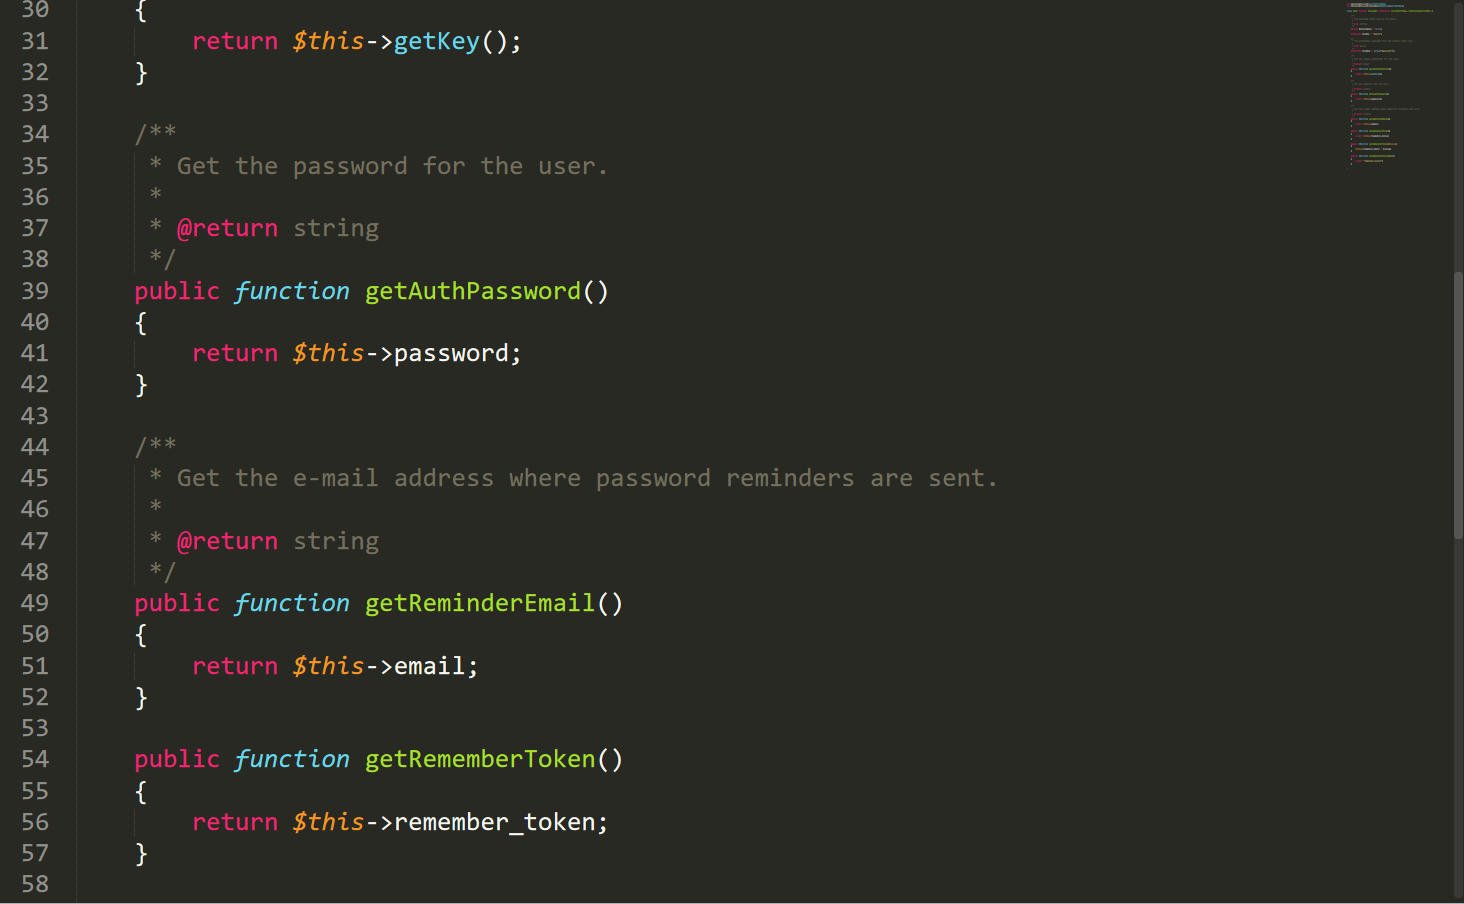 30 {
31 return $this->getKey();
32 }
33
34 /**
35 * Get the password for the user.
36 *
37 * @return string
38 */
39 public function getAuthPassword()
40 {
41 return $this->password;
42 }
43
44 /**
45 * Get the e-mail address where password reminders are sent.
46 *
47 * @return string
48 */
49 public function getReminderEmail()
50 {
51 return $this->email;
52 }
53
54 public function getRememberToken()
55 {
56 return $this->remember_token;
57 }
58